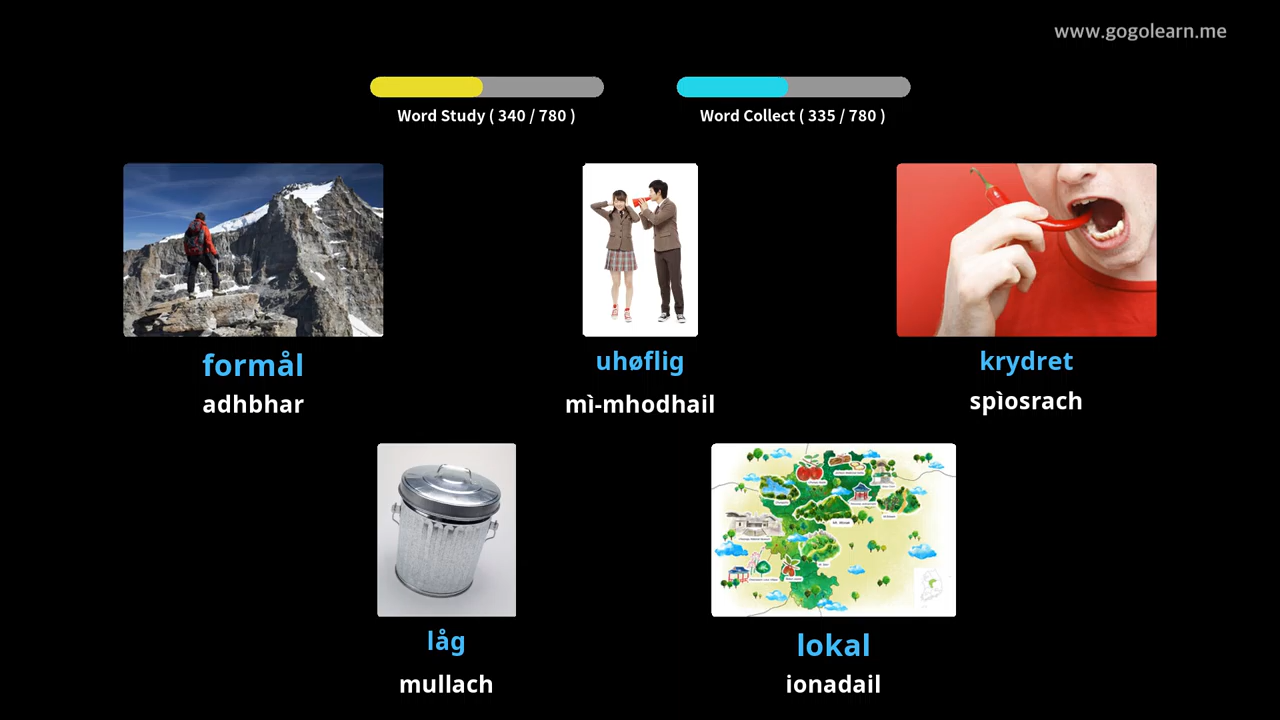 www.gogolearn.me
Word Study ( 340 / 780 )
Word Collect ( 335 / 780 )
formål
adhbhar
uhøflig
mì-mhodhail
krydret
spìosrach
låg
mullach
lokal
ionadail